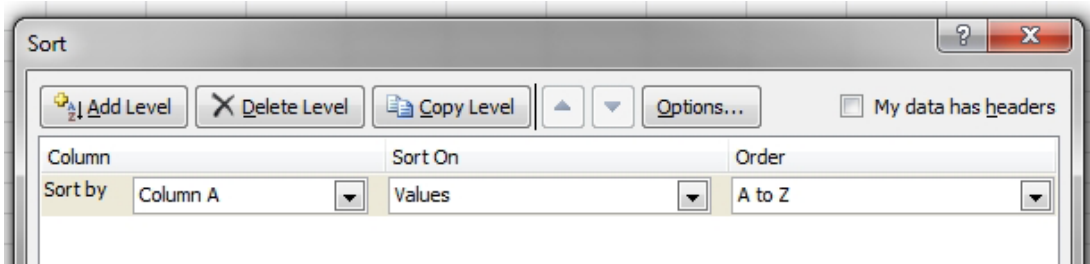 Sort
Add Level Delete Level Copy Level Options... My data has headers
Column Sort On Order
Sort by Column A Values A to Z